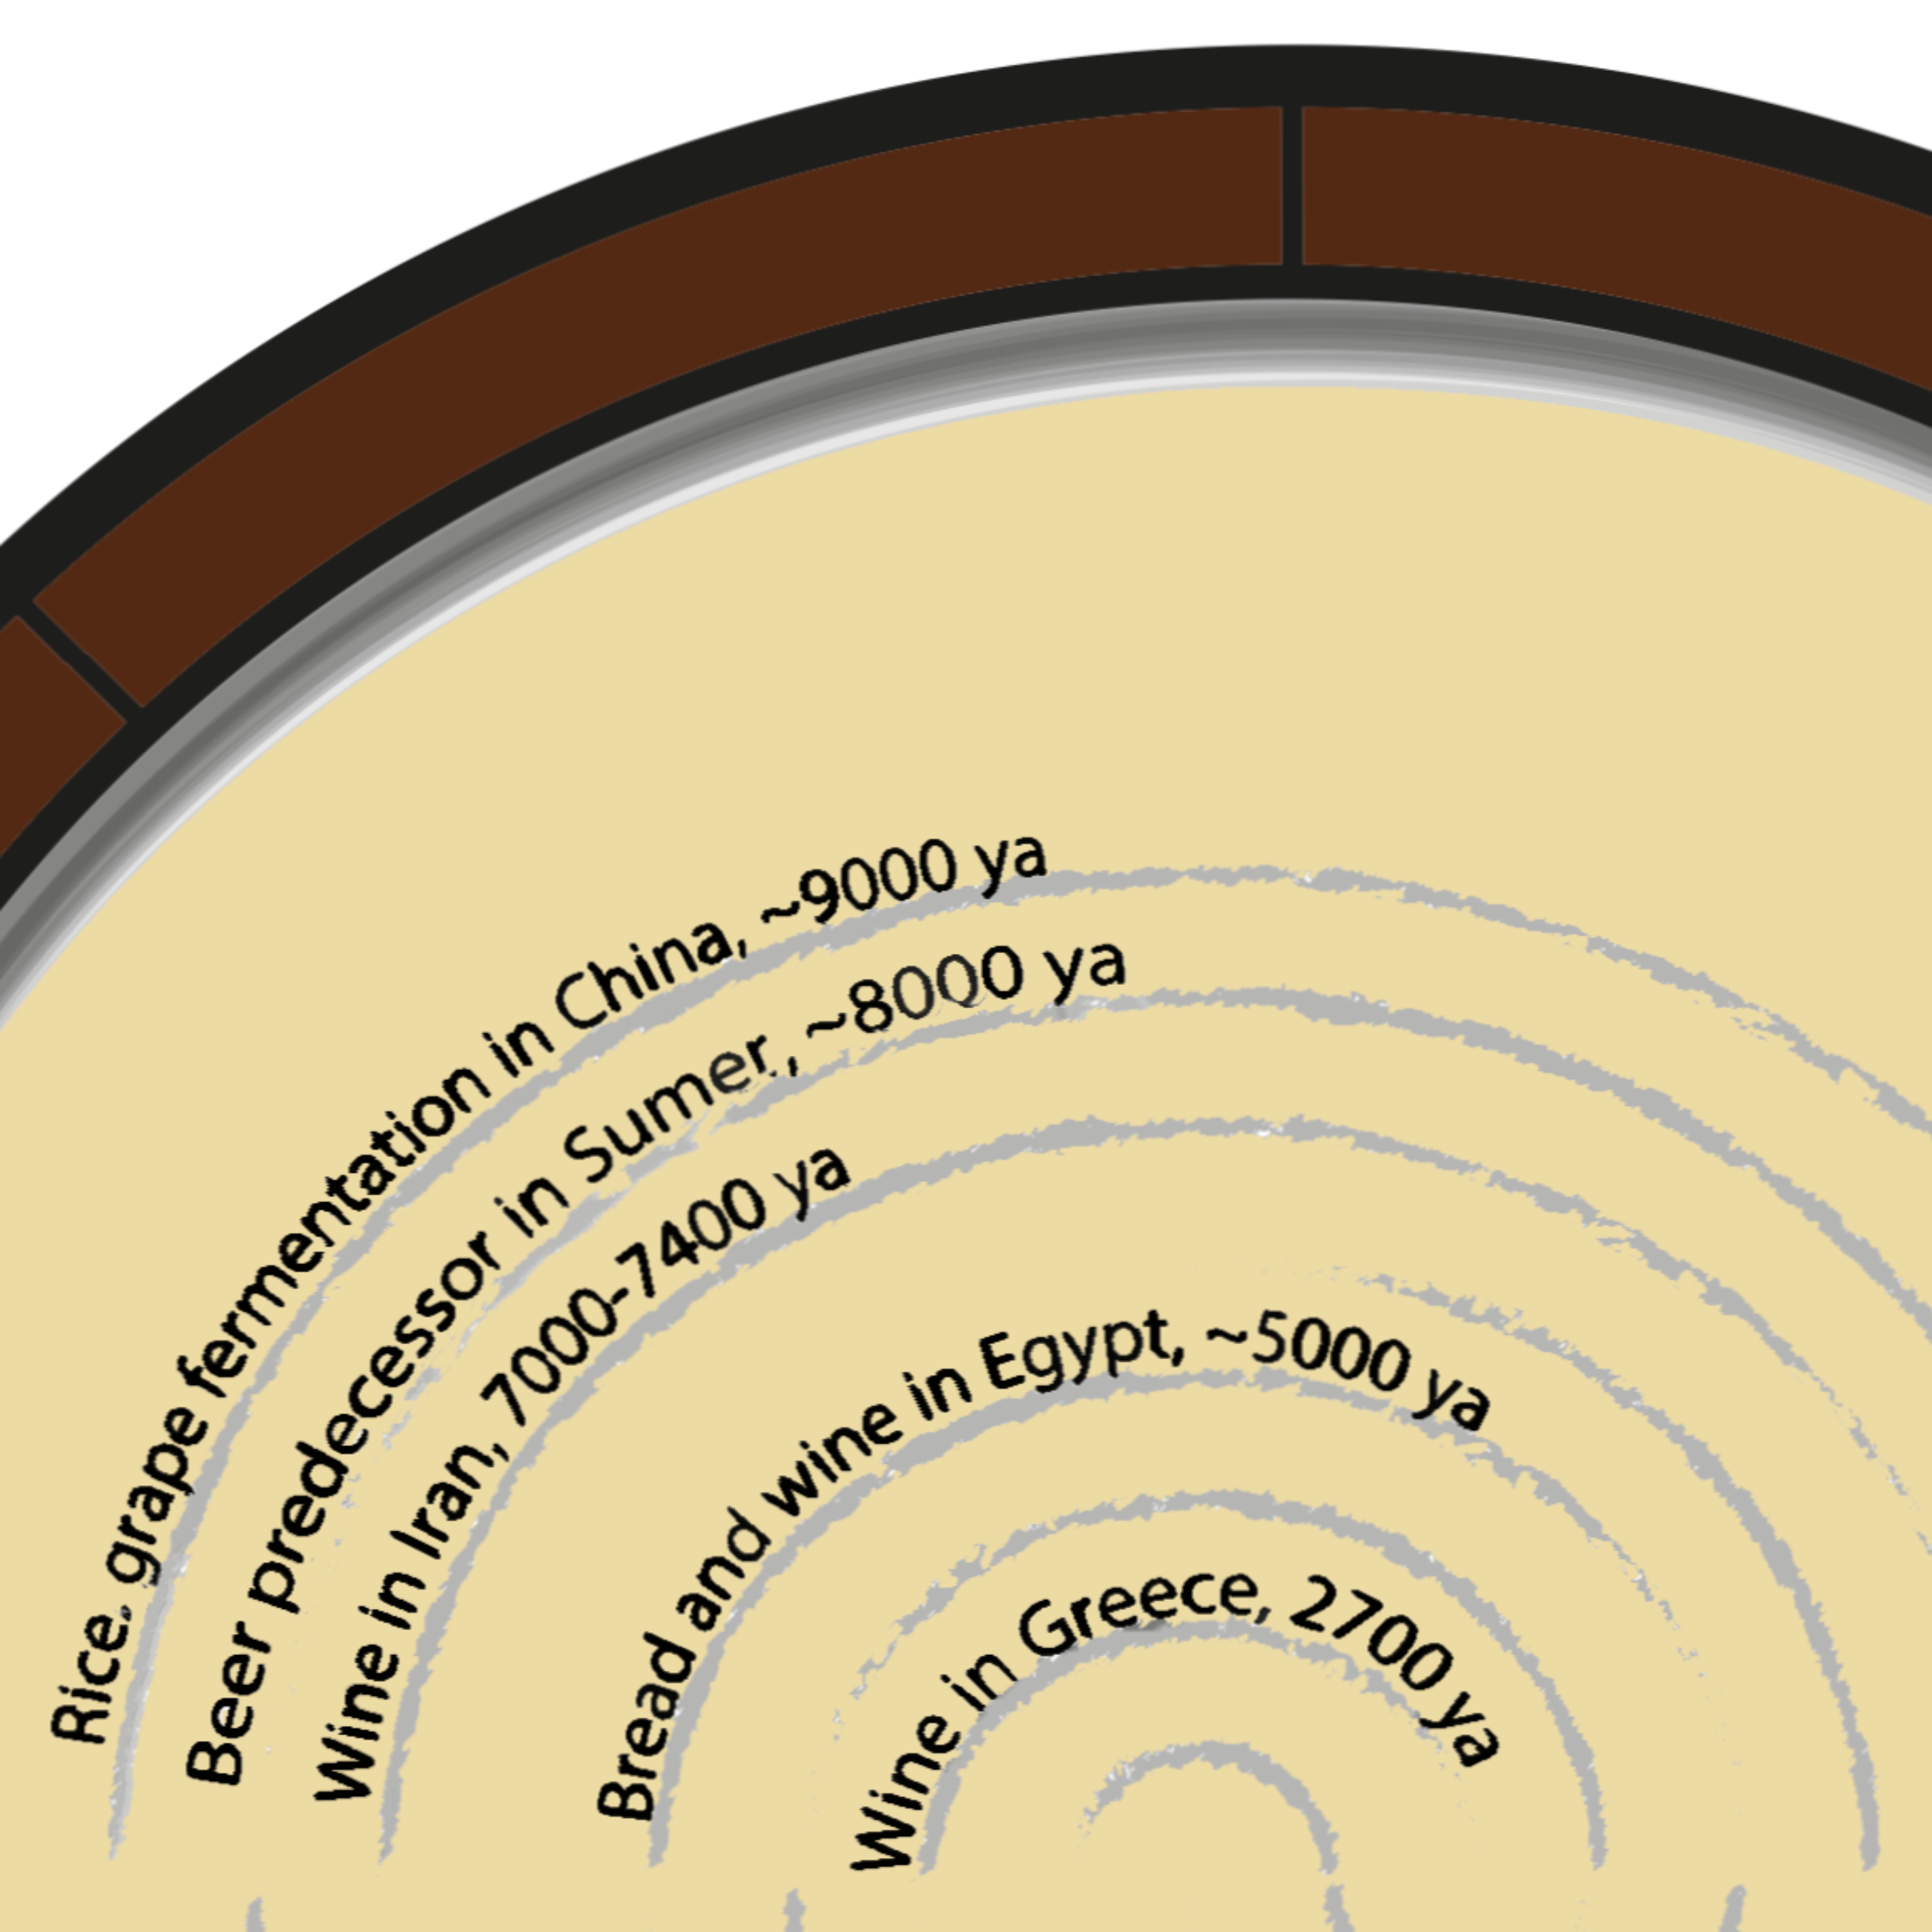 Rice, grape fermentation in China, ~9000 ya
Beer predecessor in Sumer, ~8000 ya
Wine in Iran, 7000-7400 ya
Bread and wine in Egypt, ~5000 ya
Wine in Greece, 2700 ya